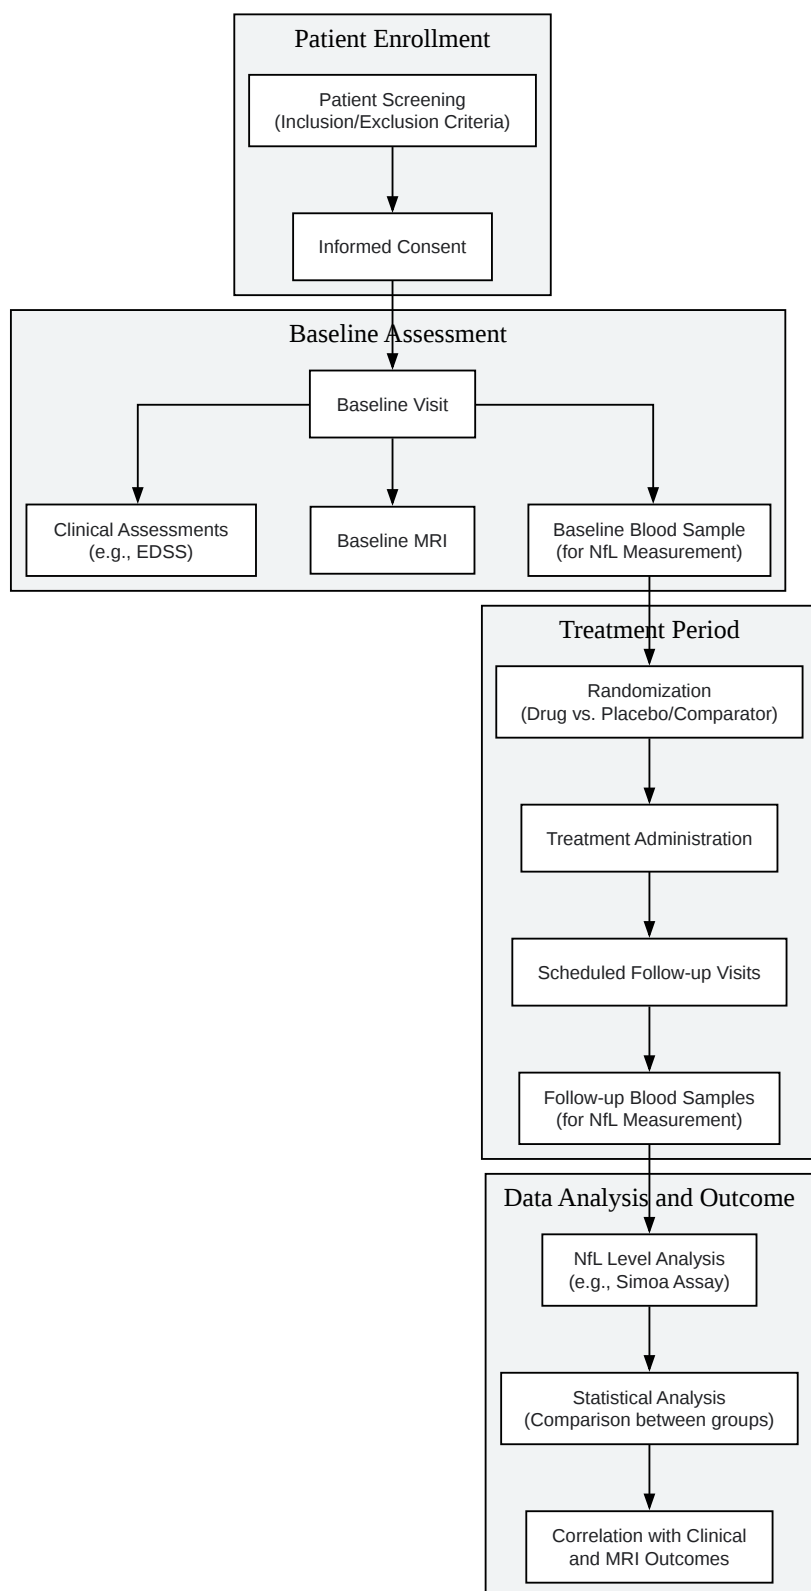 Patient Enrollment
Patient Screening
(Inclusion/Exclusion Criteria)
Informed Consent
Baseline Assessment
Baseline Visit
Clinical Assessments
(e.g., EDSS)
Baseline MRI
Baseline Blood Sample
(for NfL Measurement)
Treatment Period
Randomization
(Drug vs. Placebo/Comparator)
Treatment Administration
Scheduled Follow-up Visits
Follow-up Blood Samples
(for NfL Measurement)
Data Analysis and Outcome
NfL Level Analysis
(e.g., Simoa Assay)
Statistical Analysis
(Comparison between groups)
Correlation with Clinical
and MRI Outcomes